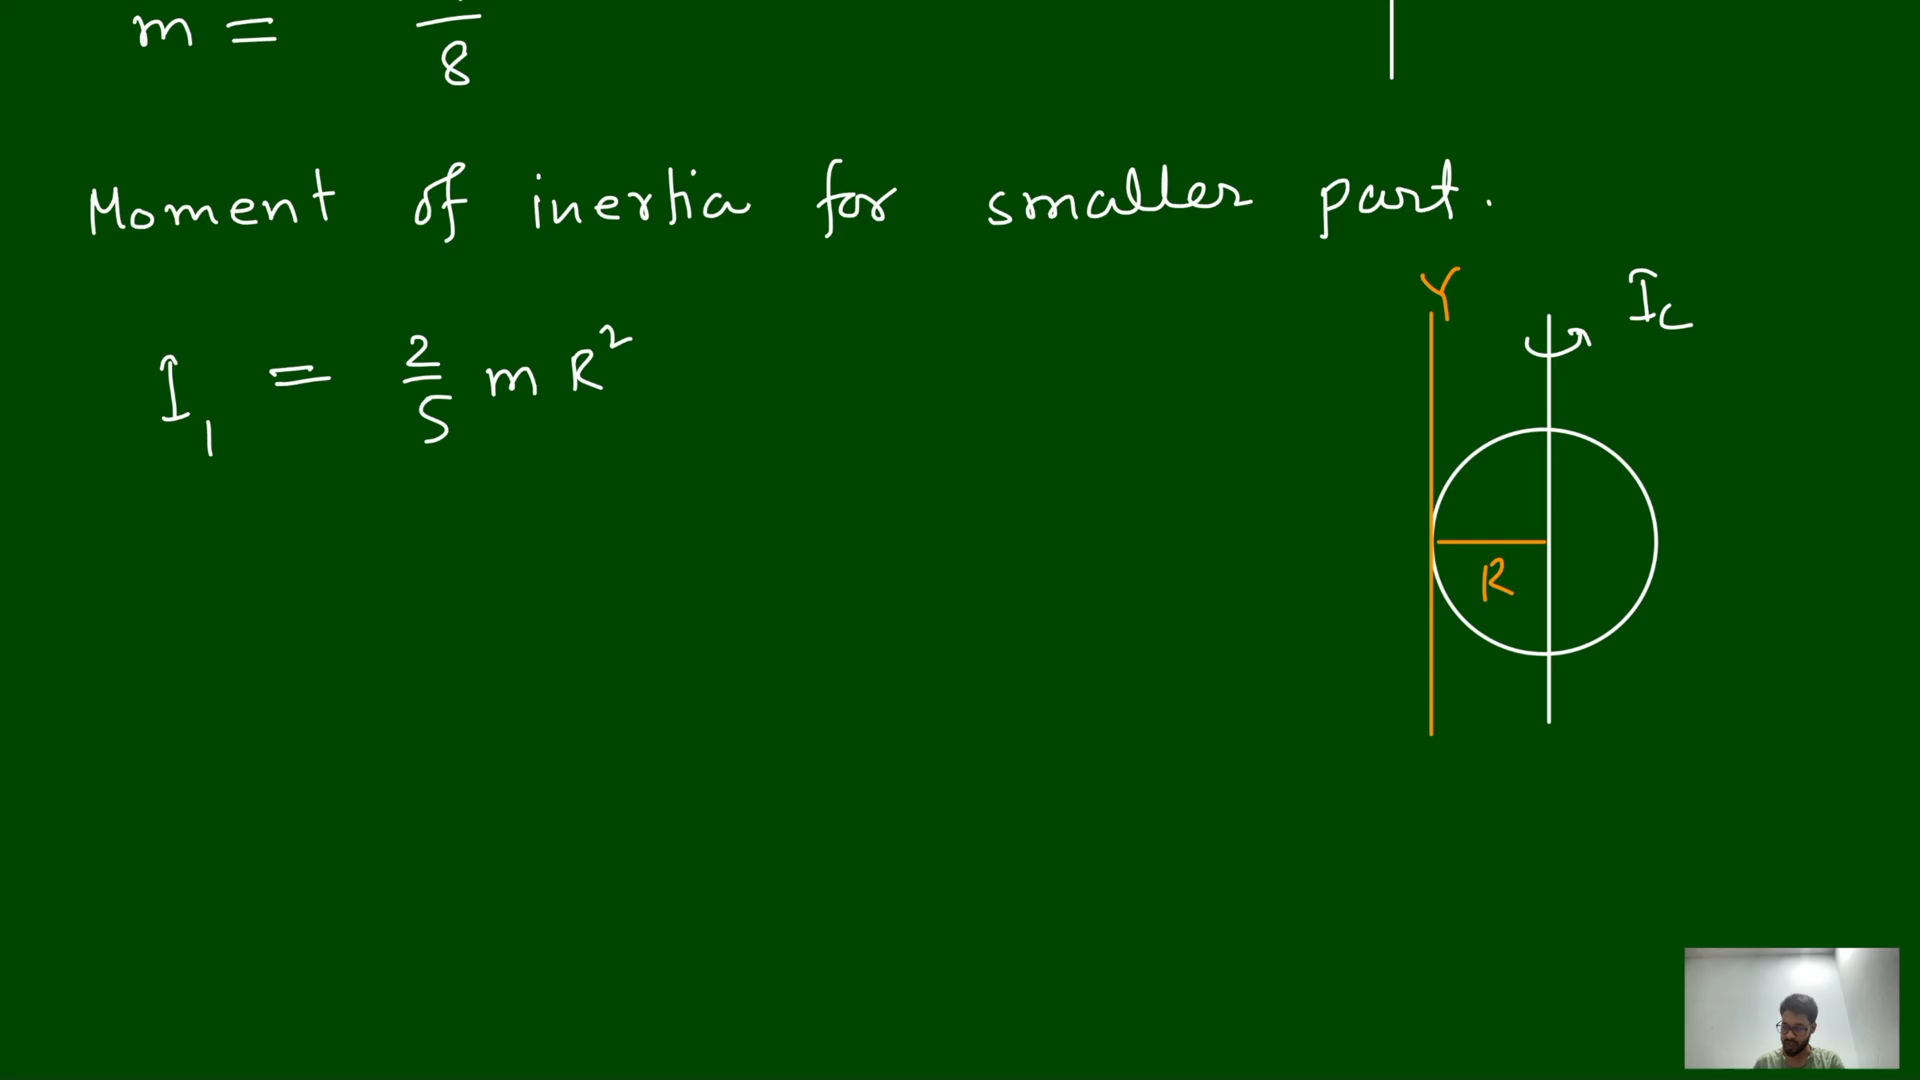 m =   /8
Moment of inertia for smaller part.
Y
I_C
I_1 = 2/5 m R^2
R